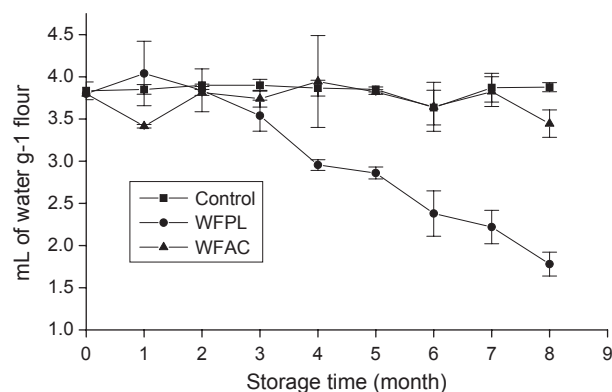 4.5
4.0
3.5
3.0
2.5
2.0
1.5
1.0
mL of water g-1 flour
Control
WFPL
WFAC
0 1 2 3 4 5 6 7 8 9
Storage time (month)